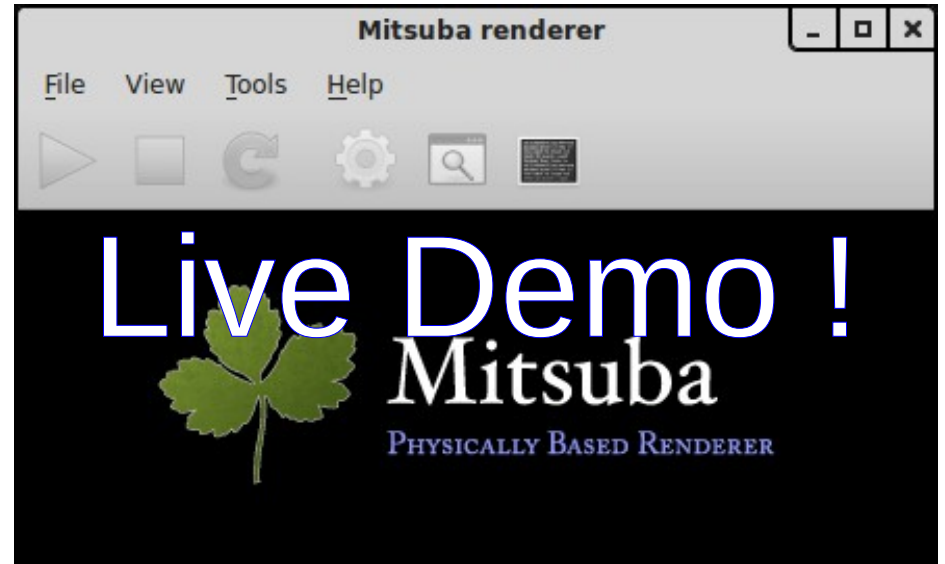 Mitsuba renderer
File View Tools Help
Live Demo !
Mitsuba
Physically Based Renderer